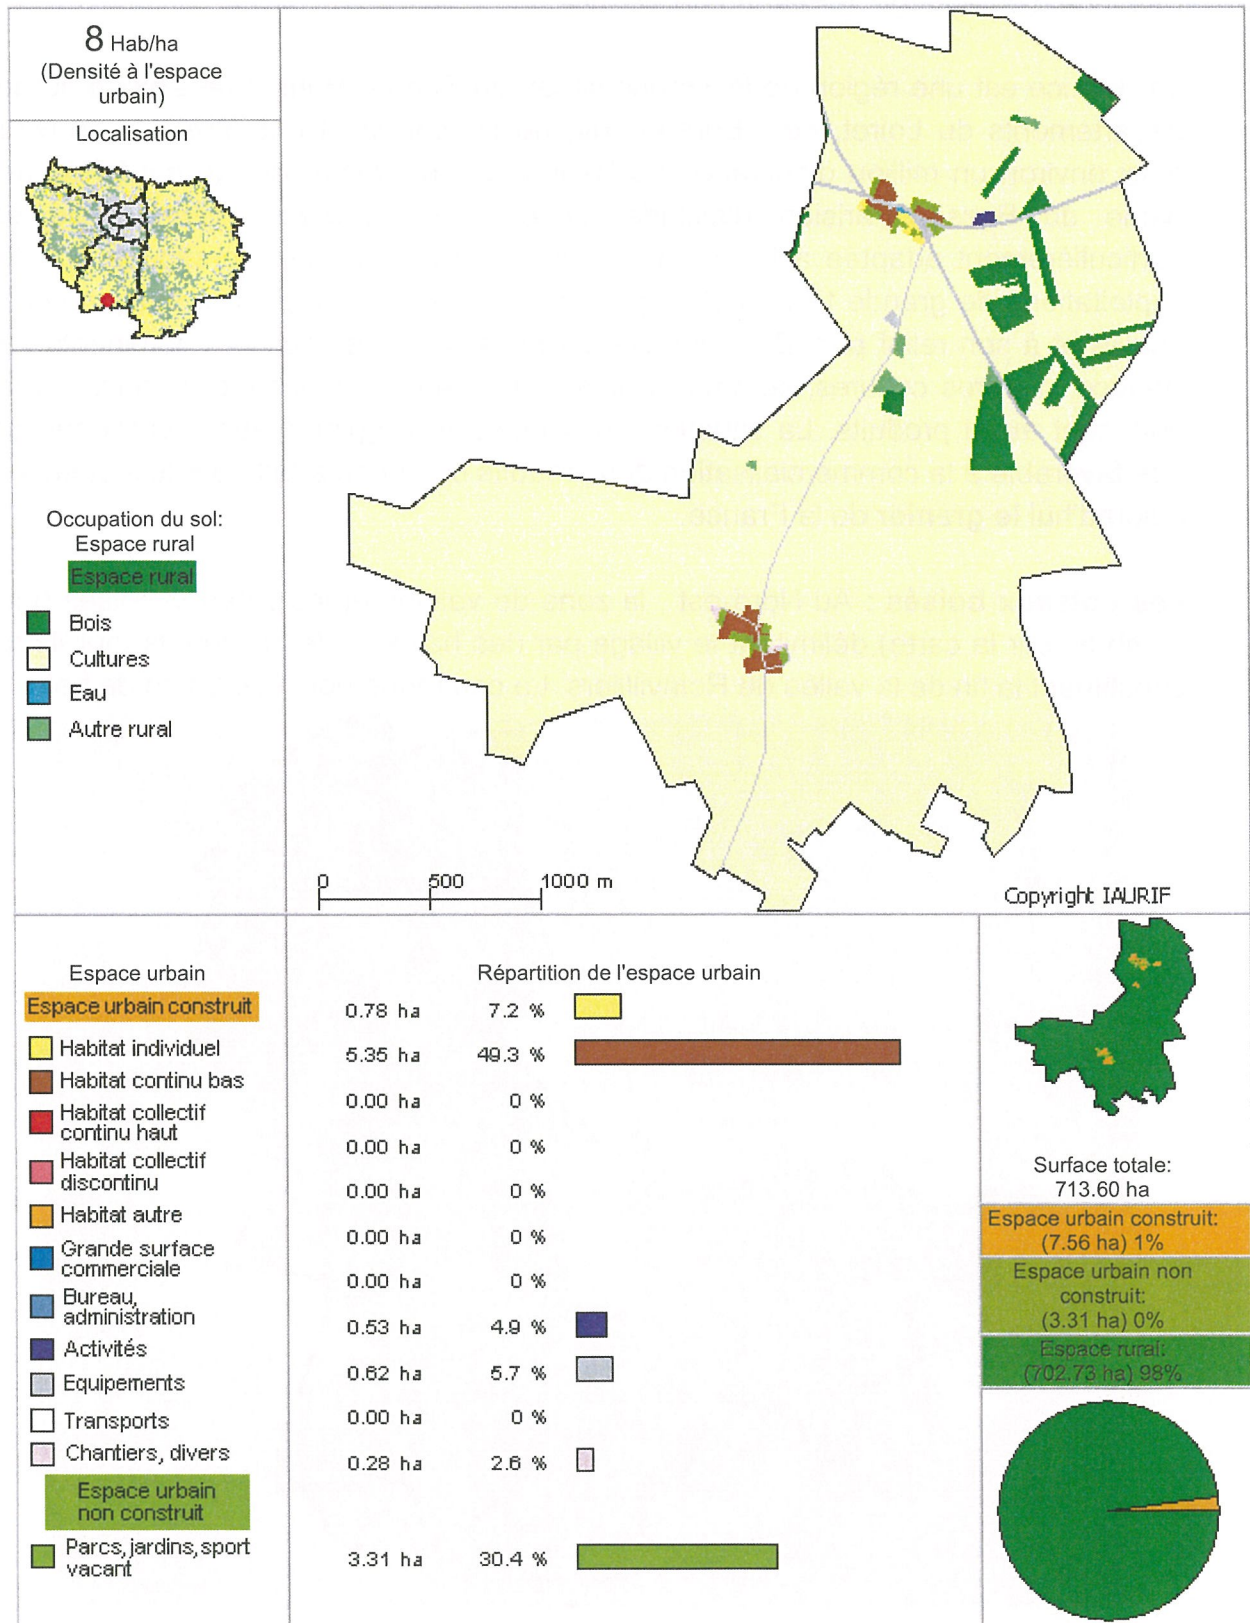 8 Hab/ha
(Densité à l'espace
urbain)
Localisation
Occupation du sol:
Espace rural
Espace rural
Bois
Cultures
Eau
Autre rural
0 500 1000 m
Copyright IAURIF
Espace urbain
Espace urbain construit
Habitat individuel
Habitat continu bas
Habitat collectif
continu haut
Habitat collectif
discontinu
Habitat autre
Grande surface
commerciale
Bureau,
administration
Activités
Equipements
Transports
Chantiers, divers
Espace urbain
non construit
Parcs, jardins, sport
vacant
Répartition de l'espace urbain
0.78 ha 7.2 %
5.35 ha 49.3 %
0.00 ha 0 %
0.00 ha 0 %
0.00 ha 0 %
0.00 ha 0 %
0.00 ha 0 %
0.53 ha 4.9 %
0.62 ha 5.7 %
0.00 ha 0 %
0.28 ha 2.6 %
3.31 ha 30.4 %
Surface totale:
713.60 ha
Espace urbain construit:
(7.56 ha) 1%
Espace urbain non
construit:
(3.31 ha) 0%
Espace rural:
(702.73 ha) 98%